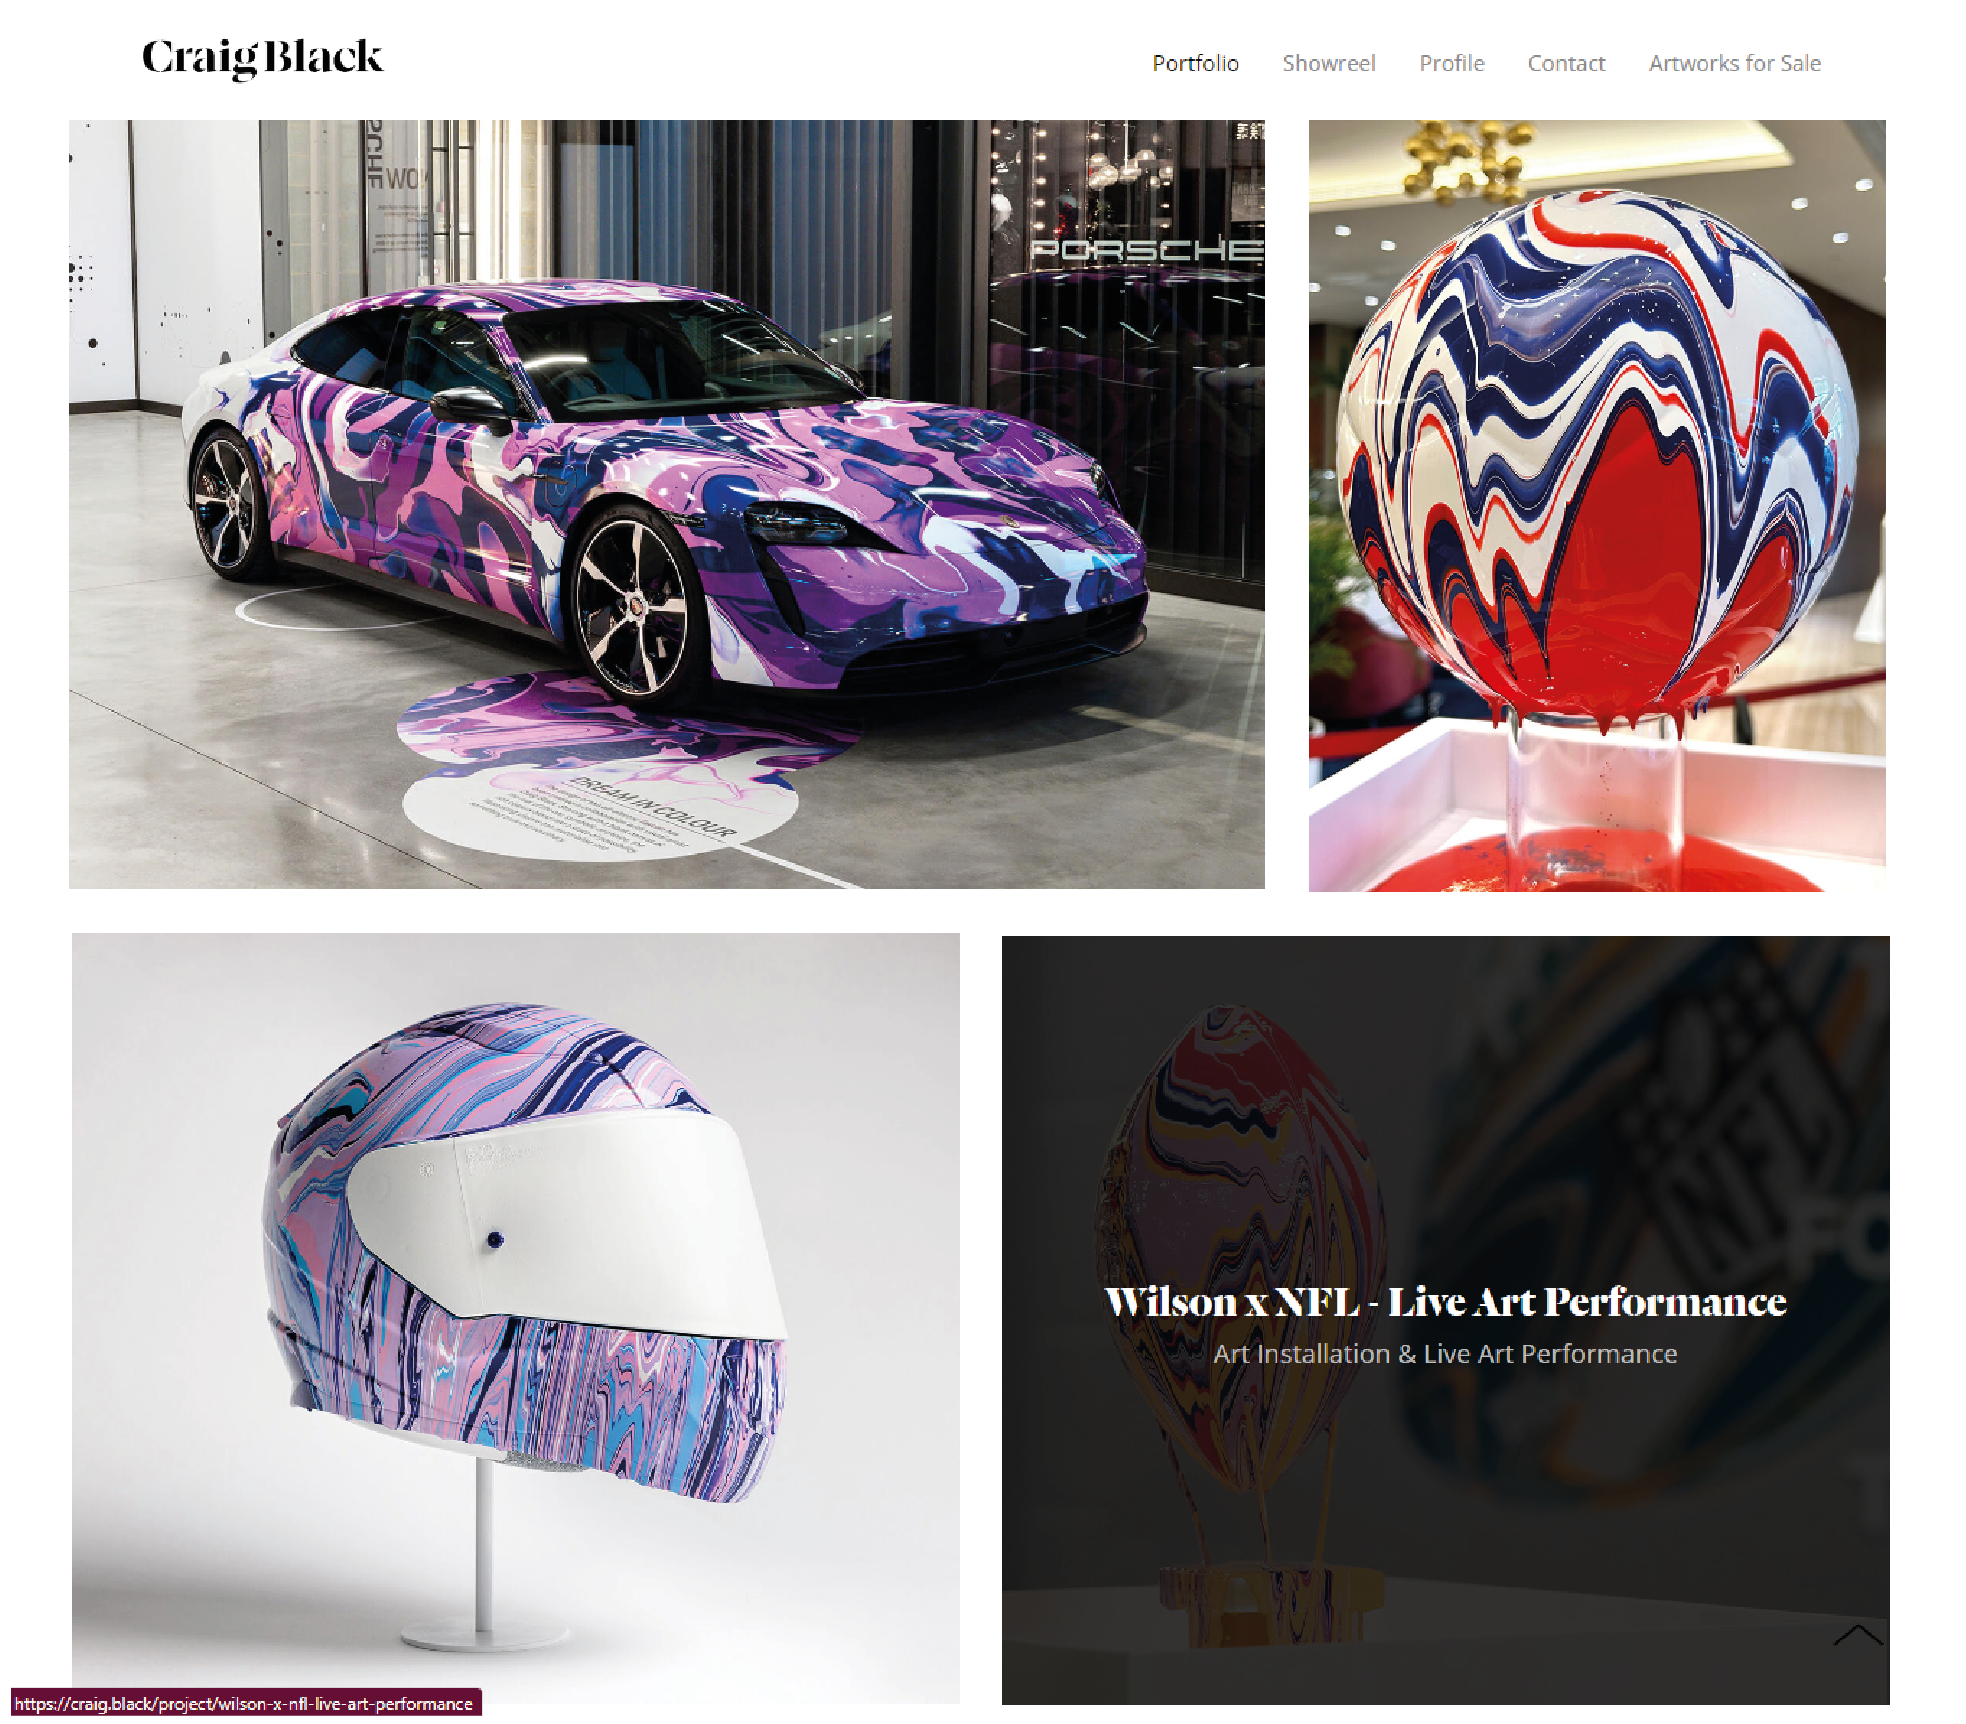 Craig Black
Portfolio Showreel Profile Contact Artworks for Sale
PORSCHE
DREAM IN COLOUR
NFL
Wilson x NFL - Live Art Performance
Art Installation & Live Art Performance
https://craig.black/project/wilson-x-nfl-live-art-performance